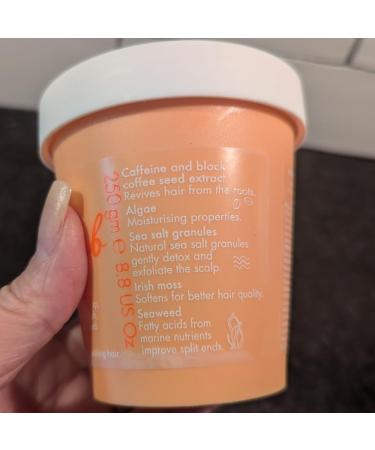 Caffeine and black
coffee seed extract
Revives hair from the roots.
Algae
Moisturising properties.
Sea salt granules
Natural sea salt granules
gently detox and
exfoliate the scalp.
Irish moss
Softens for better hair quality.
Seaweed
Fatty acids from
marine nutrients
improve split ends.
250 gm e 8.8 US Oz
hair.